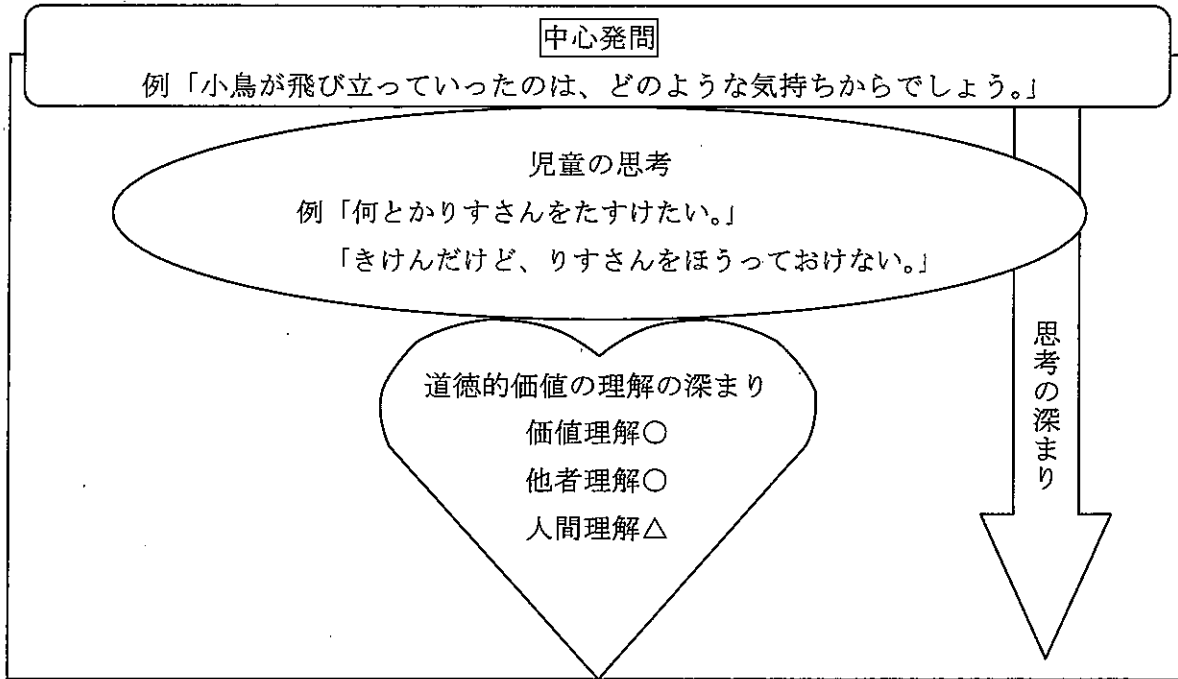 中心発問
例「小鳥が飛び立っていったのは、どのような気持ちからでしょう。」
児童の思考
例「何とかりすさんをたすけたい。」
「きけんだけど、りすさんをほうっておけない。」
道徳的価値の理解の深まり
価値理解○
他者理解○
人間理解△
思考の深まり